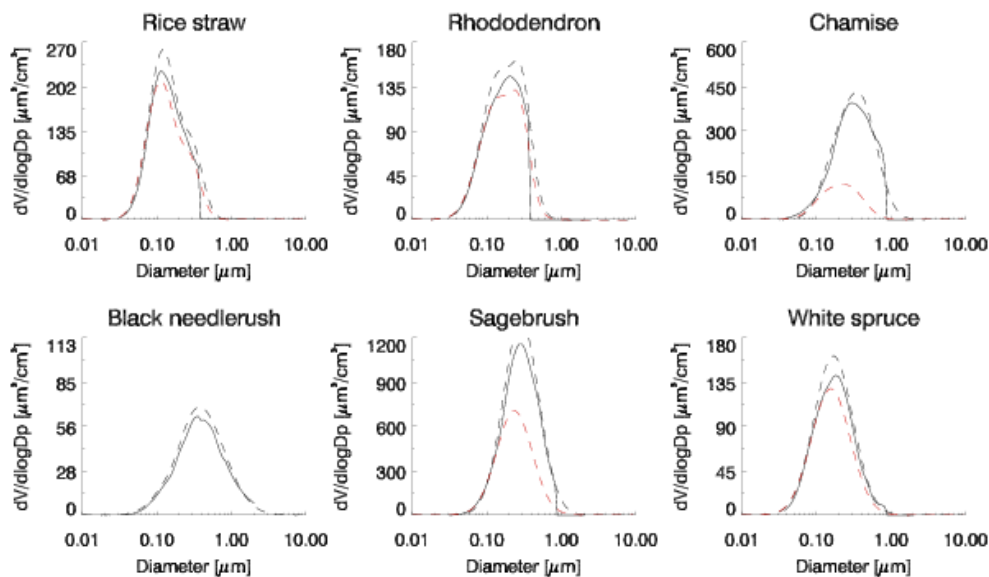 Rice straw
Rhododendron
Chamise
dV/dlogDp [μm³/cm³]
270
202
135
68
0
0.01 0.10 1.00 10.00
Diameter [μm]
dV/dlogDp [μm³/cm³]
180
135
90
45
0
0.01 0.10 1.00 10.00
Diameter [μm]
dV/dlogDp [μm³/cm³]
600
450
300
150
0
0.01 0.10 1.00 10.00
Diameter [μm]
Black needlerush
Sagebrush
White spruce
dV/dlogDp [μm³/cm³]
113
85
56
28
0
0.01 0.10 1.00 10.00
Diameter [μm]
dV/dlogDp [μm³/cm³]
1200
900
600
300
0
0.01 0.10 1.00 10.00
Diameter [μm]
dV/dlogDp [μm³/cm³]
180
135
90
45
0
0.01 0.10 1.00 10.00
Diameter [μm]